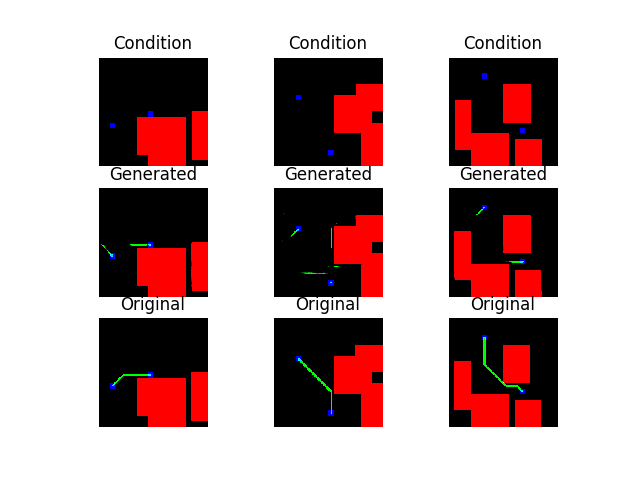 Condition
Condition
Condition
Generated
Generated
Generated
Original
Original
Original